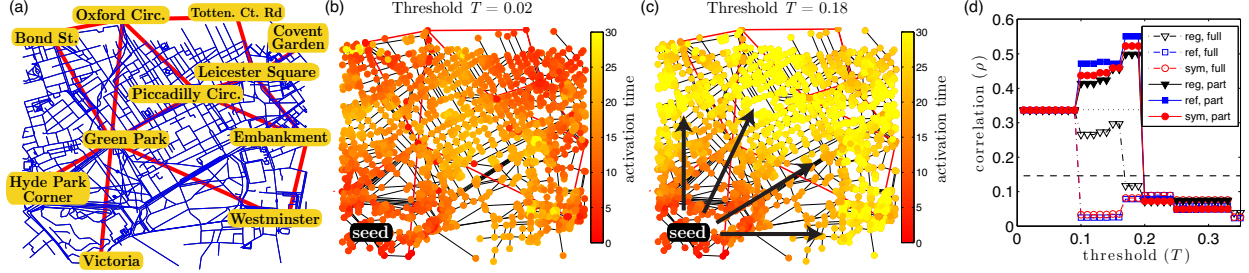 (a)
Oxford Circ.
Totten. Ct. Rd
Bond St.
Covent
Garden
Leicester Square
Piccadilly Circ.
Green Park
Embankment
Hyde Park
Corner
Westminster
Victoria
(b)
Threshold T = 0.02
seed
30
25
20
15
10
5
0
activation time
(c)
Threshold T = 0.18
seed
30
25
20
15
10
5
0
activation time
(d)
correlation (ρ)
0.6
0.5
0.4
0.3
0.2
0.1
0
reg, full
ref, full
sym, full
reg, part
ref, part
sym, part
0
0.1
0.2
0.3
threshold (T)